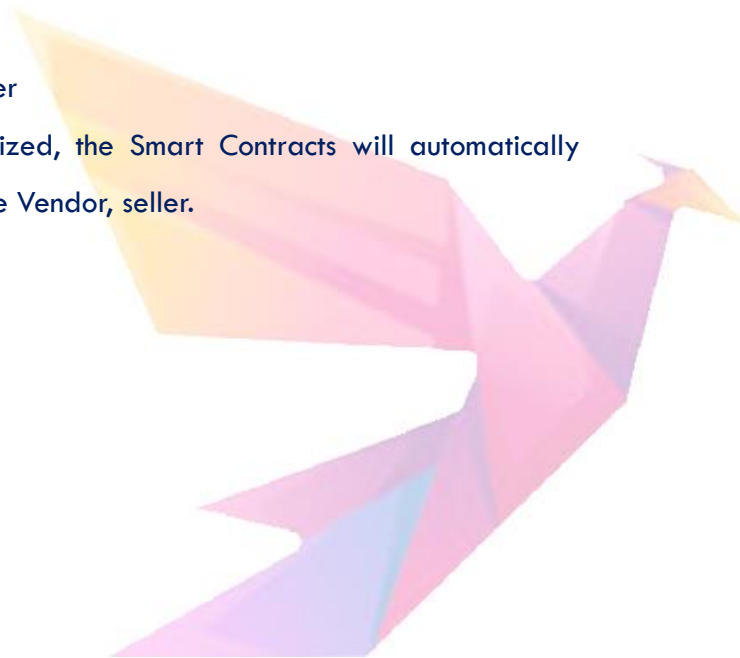 er
ized, the Smart Contracts will automatically
e Vendor, seller.